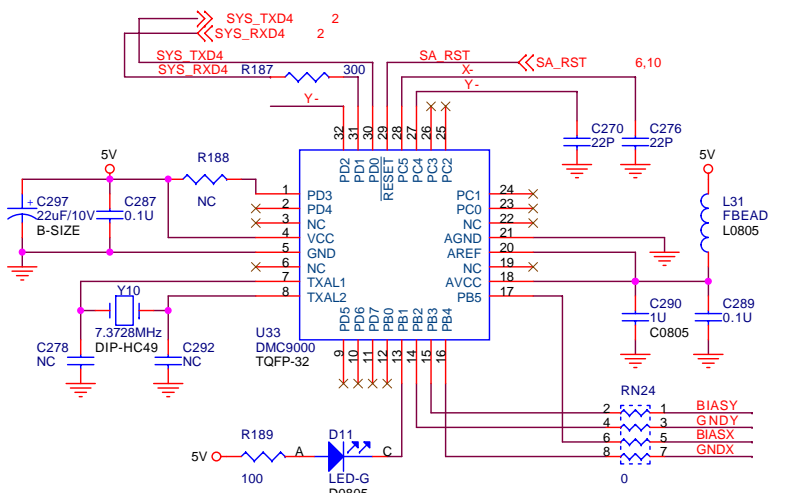 SYS_TXD4 2
SYS_RXD4 2
SYS_TXD4
SA_RST
SA_RST 6,10
SYS_RXD4 R187 300
X-
Y-
Y-
32 31 30 29 28 27 26 25
C270 22P
C276 22P
PD2 PD1 PD0 RESET PC5 PC4 PC3 PC2
5V
R188
NC
5V
C297
22uF/10V
B-SIZE
C287
0.1U
L31
FBEAD
L0805
1 PD3
2 PD4
3 NC
4 VCC
5 GND
6 NC
7 TXAL1
8 TXAL2
PC1 24
PC0 23
NC 22
AGND 21
AREF 20
NC 19
AVCC 18
PB5 17
Y10
7.3728MHz
DIP-HC49
C278
NC
C292
NC
U33
DMC9000
TQFP-32
PD5 PD6 PD7 PB0 PB1 PB2 PB3 PB4
9 10 11 12 13 14 15 16
C290
1U
C0805
C289
0.1U
RN24
2 1 BIASY
4 3 GNDY
6 5 BIASX
8 7 GNDX
0
5V
R189
100
A
D11
C
LED-G
D0805